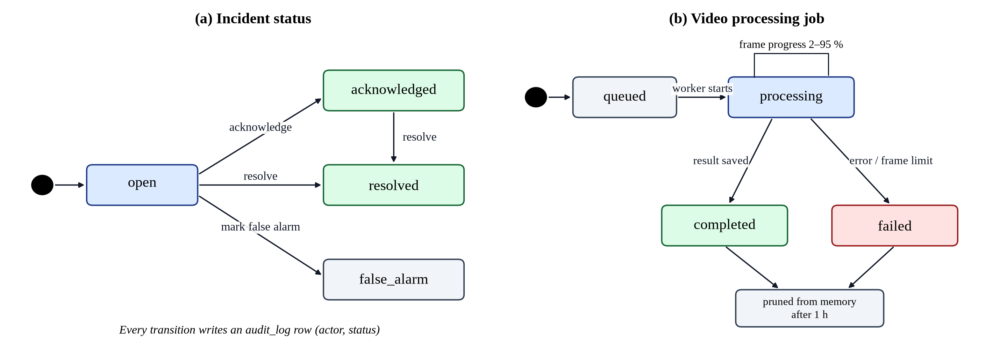 (a) Incident status
acknowledged
acknowledge
resolve
open
resolve
resolved
mark false alarm
false_alarm
Every transition writes an audit_log row (actor, status)
(b) Video processing job
frame progress 2–95 %
queued
worker starts
processing
result saved
error / frame limit
completed
failed
pruned from memory
after 1 h